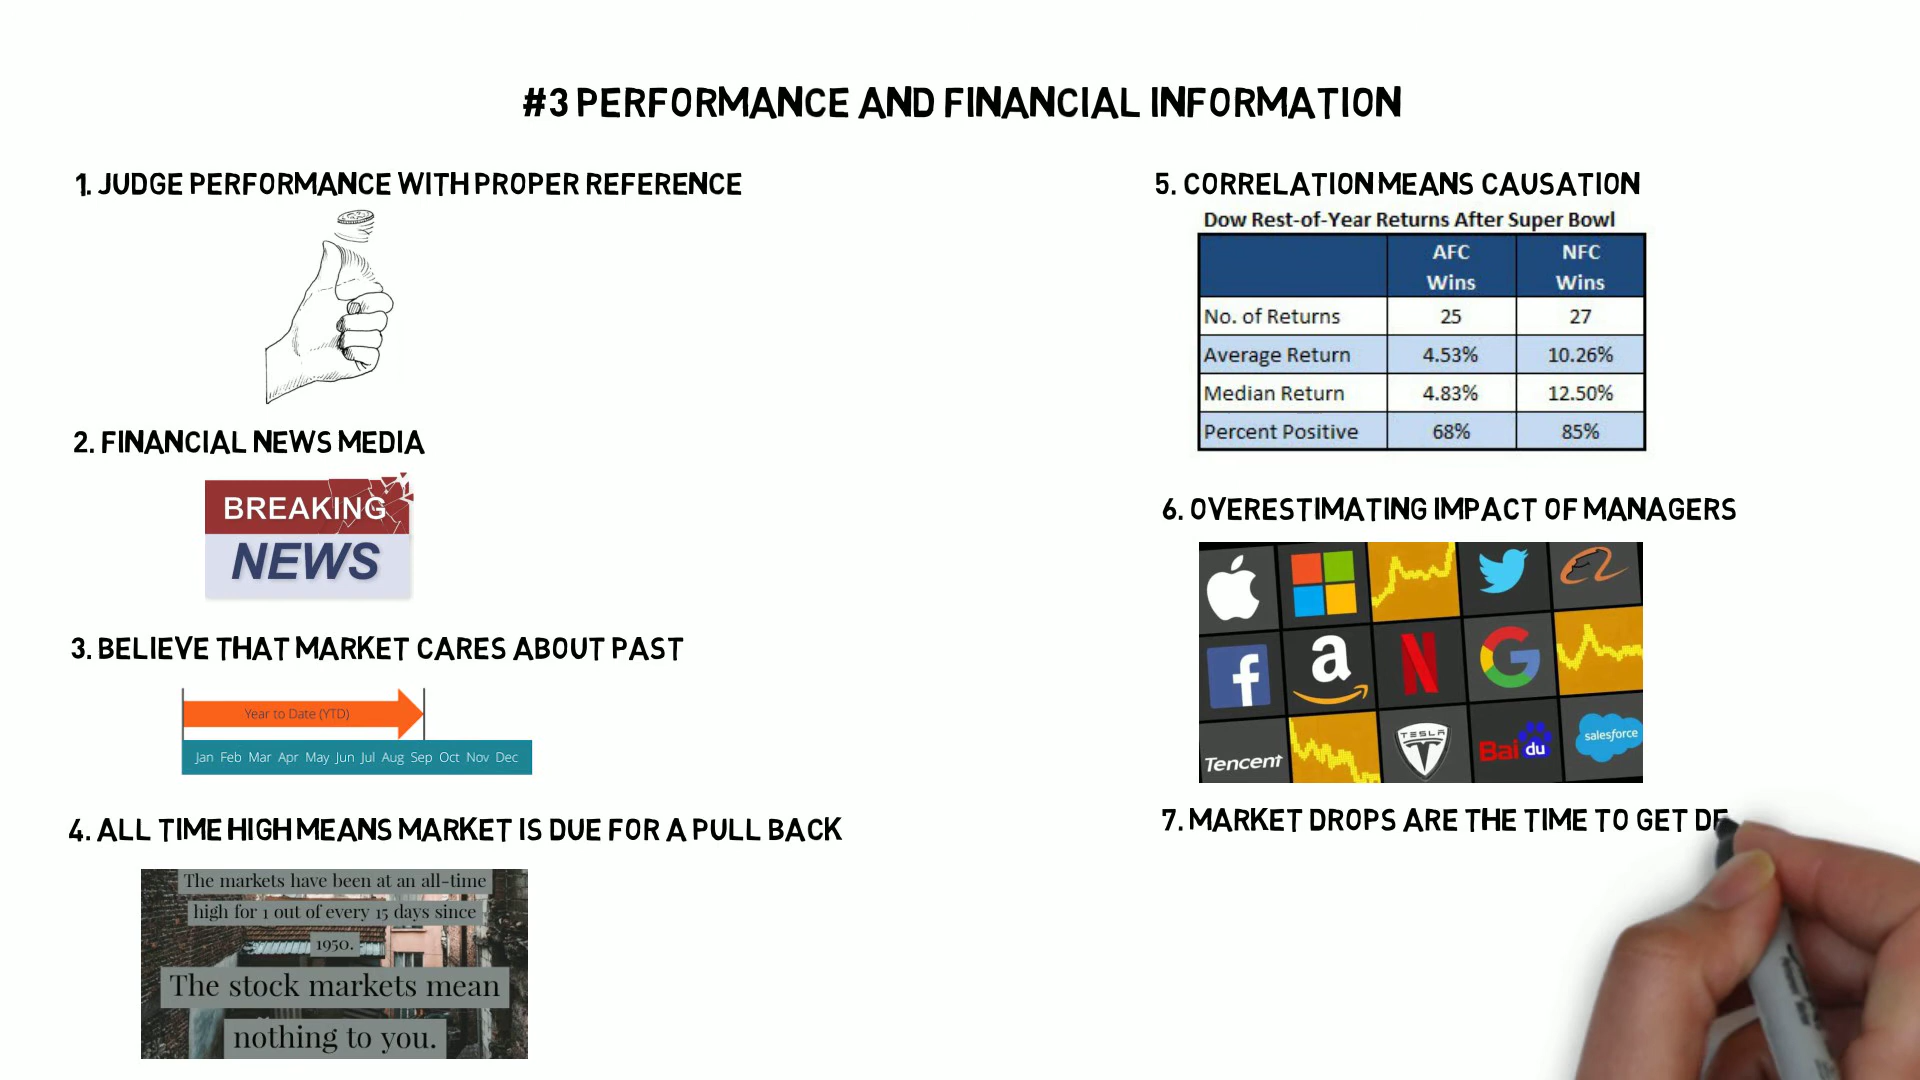 #3 PERFORMANCE AND FINANCIAL INFORMATION
1. JUDGE PERFORMANCE WITH PROPER REFERENCE
2. FINANCIAL NEWS MEDIA
BREAKING
NEWS
3. BELIEVE THAT MARKET CARES ABOUT PAST
Year to Date (YTD)
Jan Feb Mar Apr May Jun Jul Aug Sep Oct Nov Dec
4. ALL TIME HIGH MEANS MARKET IS DUE FOR A PULL BACK
The markets have been at an all-time
high for 1 out of every 15 days since
1950.
The stock markets mean
nothing to you.
5. CORRELATION MEANS CAUSATION
Dow Rest-of-Year Returns After Super Bowl
AFC Wins NFC Wins
No. of Returns 25 27
Average Return 4.53% 10.26%
Median Return 4.83% 12.50%
Percent Positive 68% 85%
6. OVERESTIMATING IMPACT OF MANAGERS
a
Tencent TESLA Baidu salesforce
7. MARKET DROPS ARE THE TIME TO GET DE